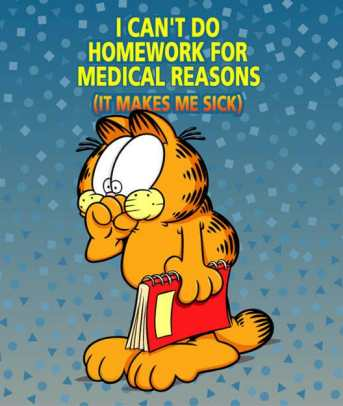 I CAN'T DO
HOMEWORK FOR
MEDICAL REASONS
(IT MAKES ME SICK)